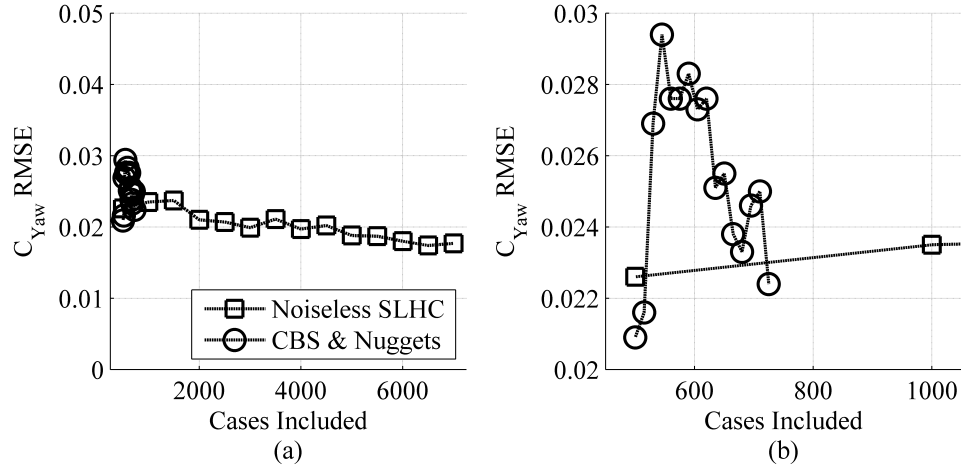 0.05
0.04
0.03
0.02
0.01
0
C_Yaw RMSE
2000 4000 6000
Cases Included
(a)
Noiseless SLHC
CBS & Nuggets
0.03
0.028
0.026
0.024
0.022
0.02
C_Yaw RMSE
600 800 1000
Cases Included
(b)